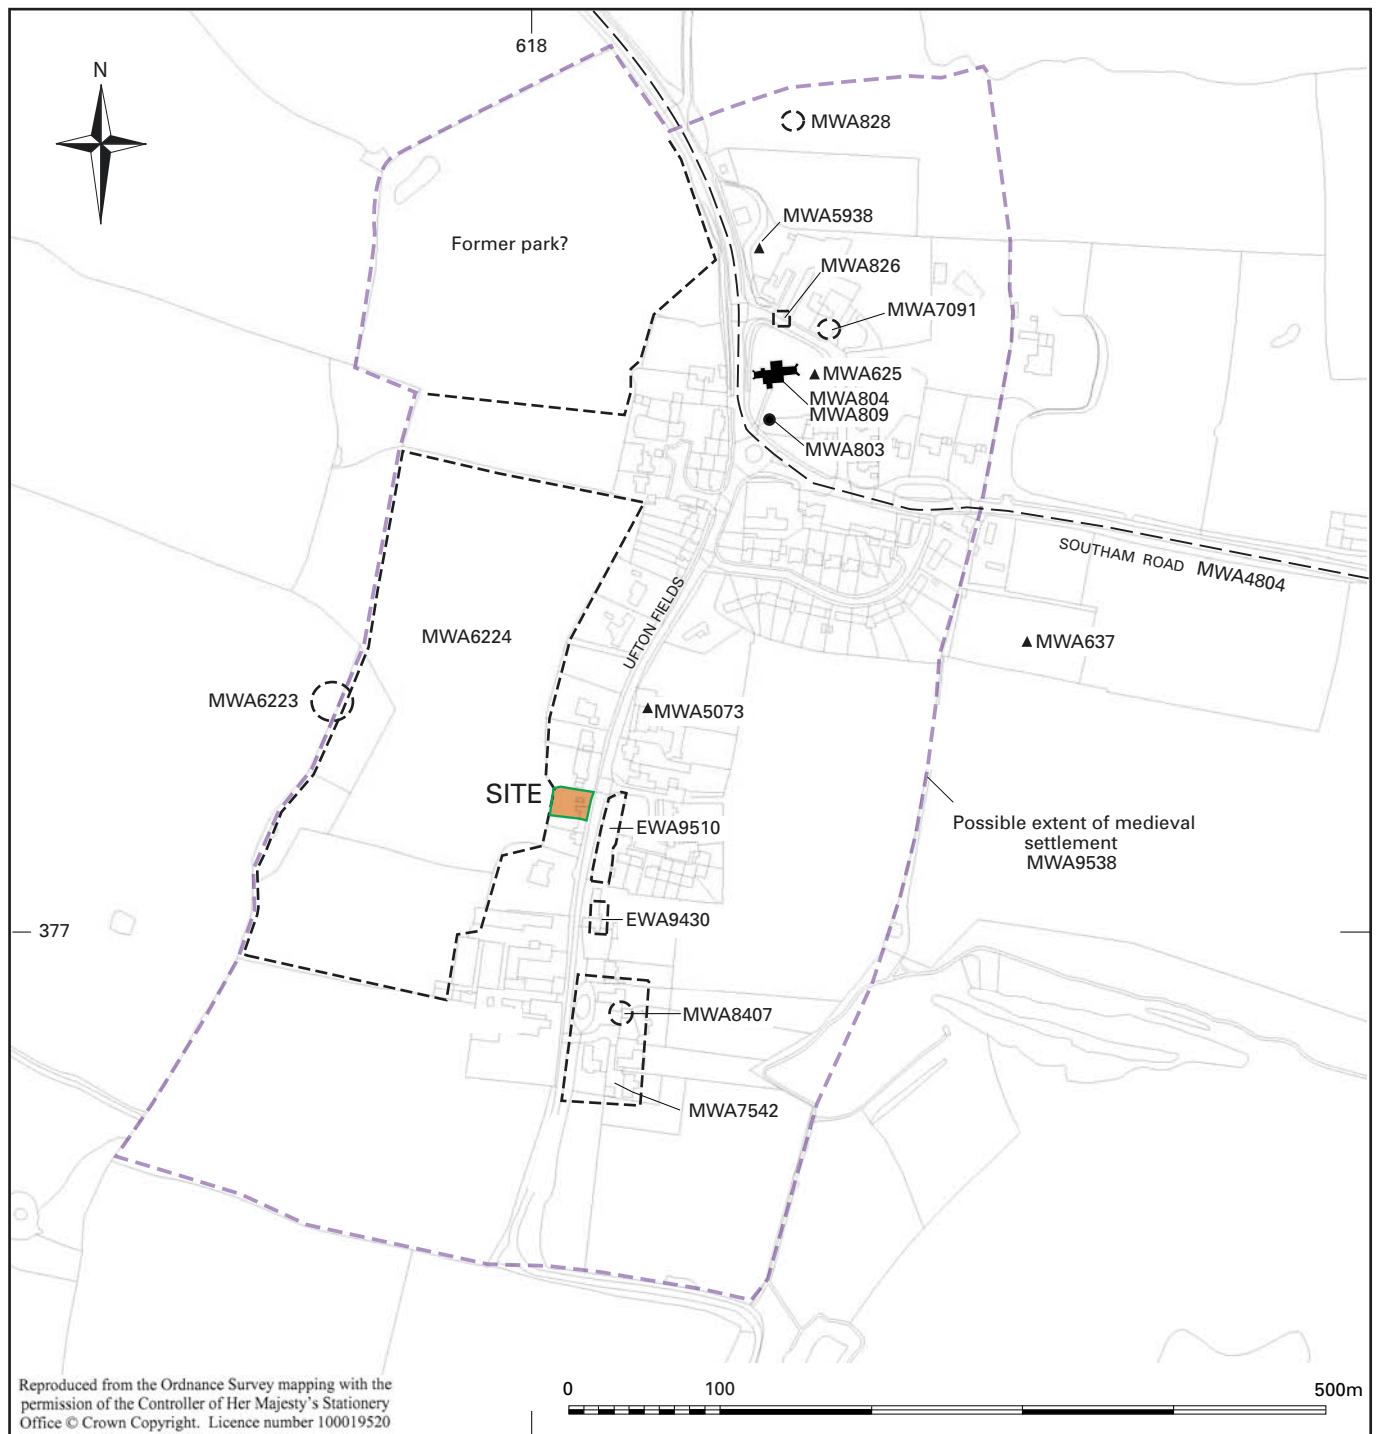 618
N
MWA828
MWA5938
Former park?
MWA826
MWA7091
MWA625
MWA804
MWA809
MWA803
SOUTHAM ROAD MWA4804
UFTON FIELDS
MWA6224
MWA637
MWA6223
MWA5073
SITE
EWA9510
Possible extent of medieval
settlement
MWA9538
EWA9430
377
MWA8407
MWA7542
Reproduced from the Ordnance Survey mapping with the
permission of the Controller of Her Majesty's Stationery
Office © Crown Copyright. Licence number 100019520
0 100 500m